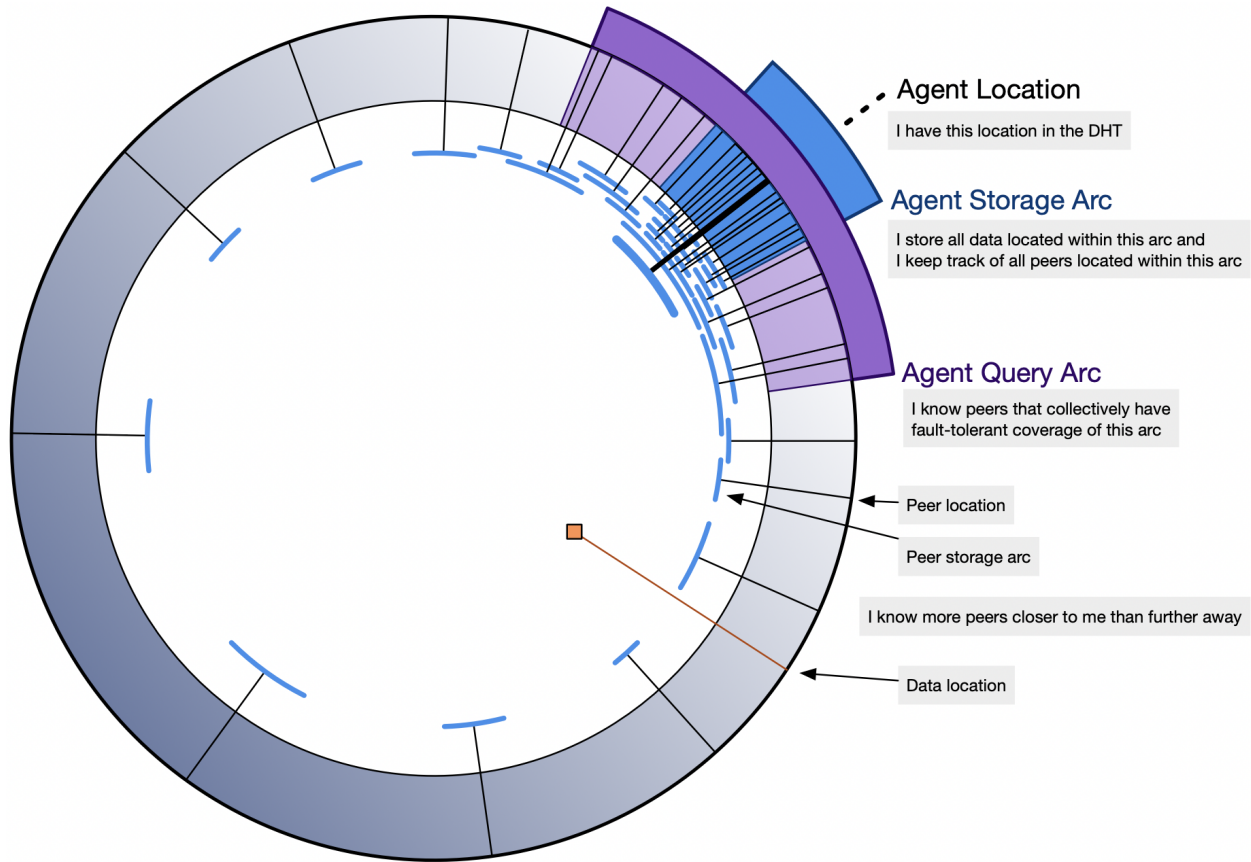 Agent Location
I have this location in the DHT
Agent Storage Arc
I store all data located within this arc and
I keep track of all peers located within this arc
Agent Query Arc
I know peers that collectively have
fault-tolerant coverage of this arc
Peer location
Peer storage arc
I know more peers closer to me than further away
Data location